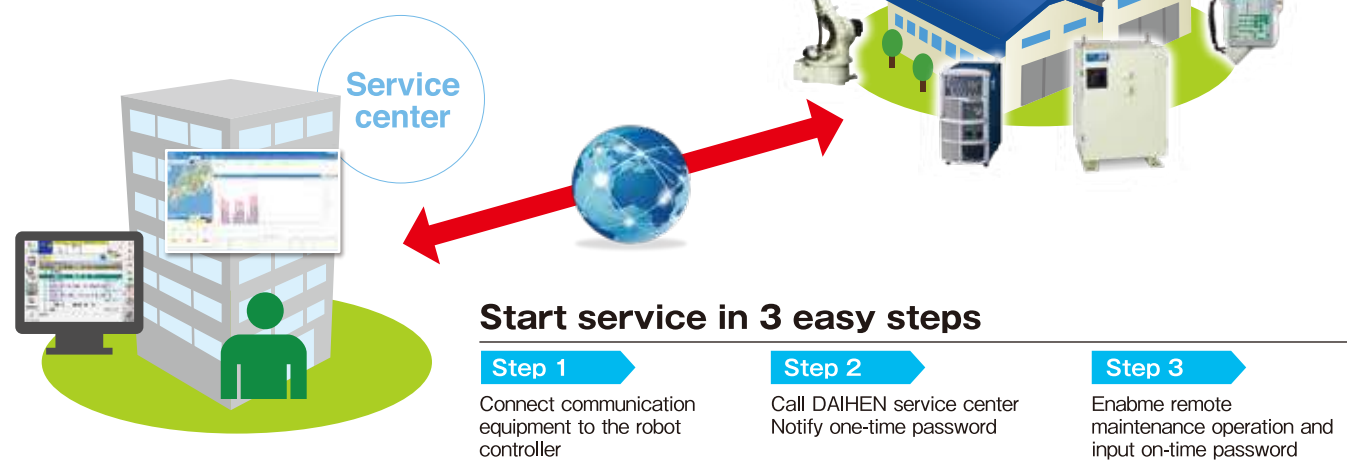 Service
center
Start service in 3 easy steps
Step 1
Connect communication
equipment to the robot
controller
Step 2
Call DAIHEN service center
Notify one-time password
Step 3
Enabme remote
maintenance operation and
input on-time password